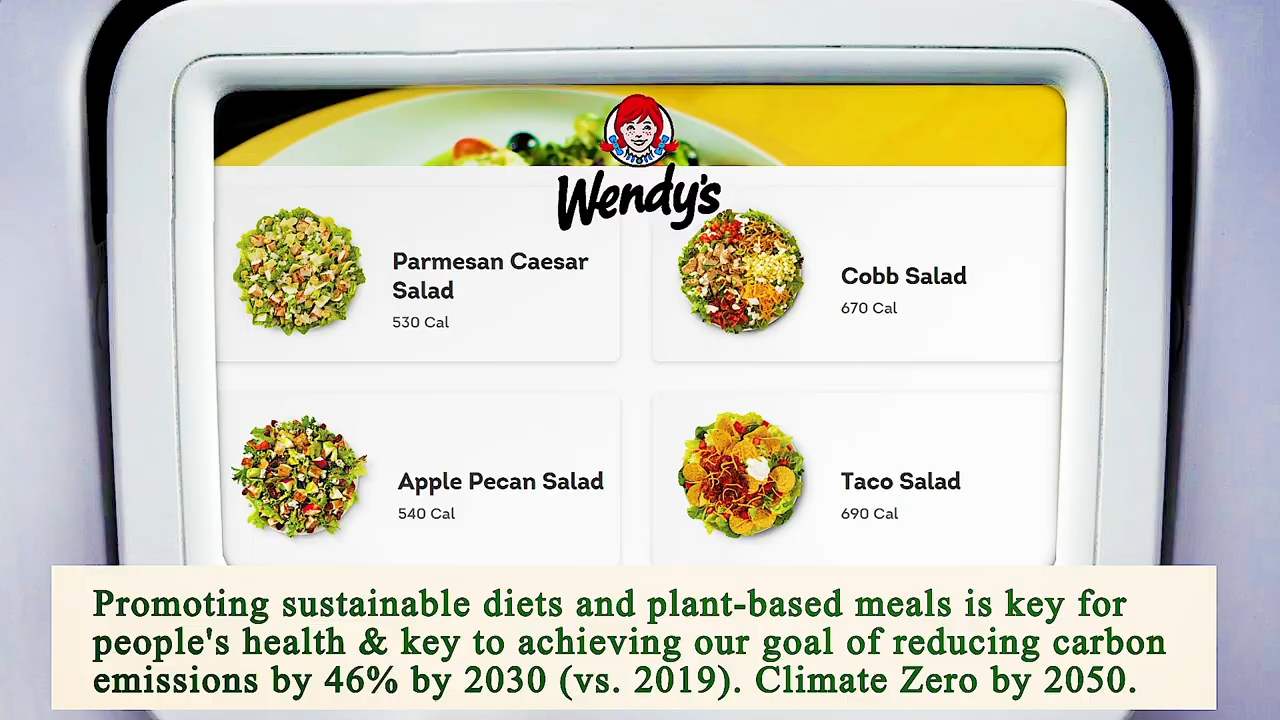 Wendy's
Parmesan Caesar
Salad
530 Cal
Cobb Salad
670 Cal
Apple Pecan Salad
540 Cal
Taco Salad
690 Cal
Promoting sustainable diets and plant-based meals is key for
people's health & key to achieving our goal of reducing carbon
emissions by 46% by 2030 (vs. 2019). Climate Zero by 2050.